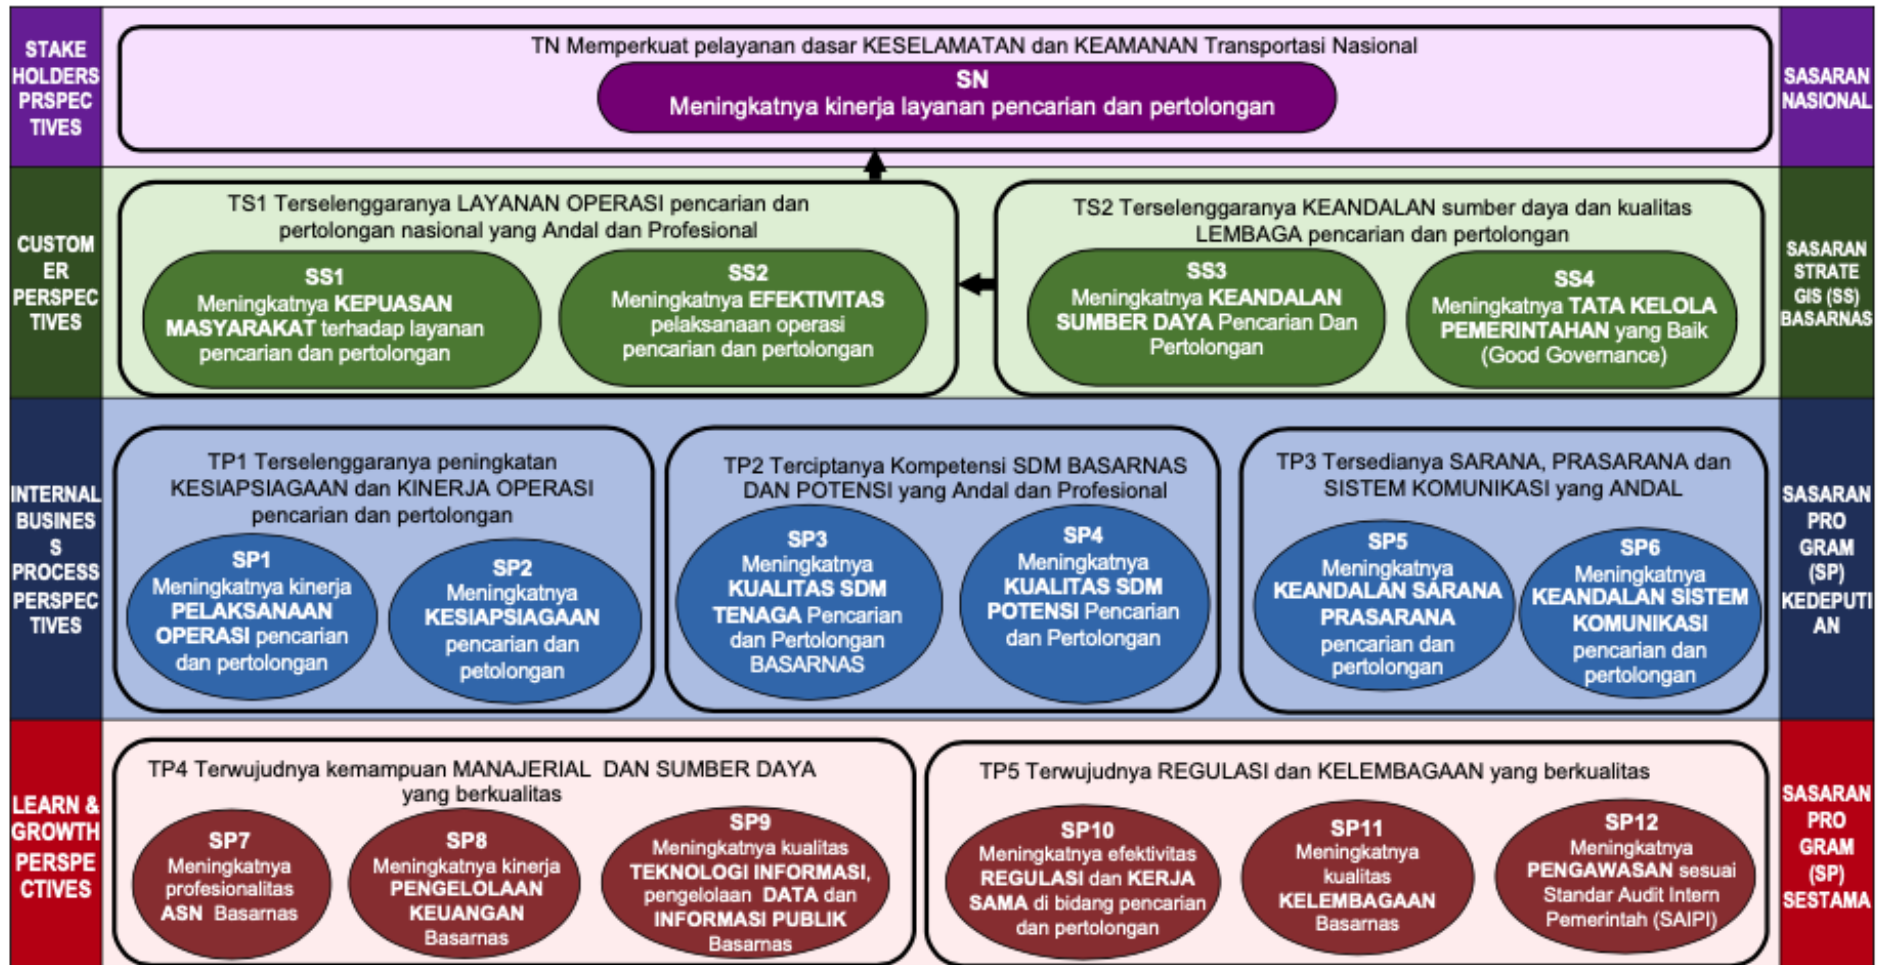 STAKE
HOLDERS
PRSPEC
TIVES
TN Memperkuat pelayanan dasar KESELAMATAN dan KEAMANAN Transportasi Nasional
SN
Meningkatnya kinerja layanan pencarian dan pertolongan
SASARAN
NASIONAL
CUSTOM
ER
PERSPEC
TIVES
TS1 Terselenggaranya LAYANAN OPERASI pencarian dan
pertolongan nasional yang Andal dan Profesional
SS1
Meningkatnya KEPUASAN
MASYARAKAT terhadap layanan
pencarian dan pertolongan
SS2
Meningkatnya EFEKTIVITAS
pelaksanaan operasi
pencarian dan pertolongan
TS2 Terselenggaranya KEANDALAN sumber daya dan kualitas
LEMBAGA pencarian dan pertolongan
SS3
Meningkatnya KEANDALAN
SUMBER DAYA Pencarian Dan
Pertolongan
SS4
Meningkatnya TATA KELOLA
PEMERINTAHAN yang Baik
(Good Governance)
SASARAN
STRATE
GIS (SS)
BASARNAS
INTERNAL
BUSINES
S
PROCESS
PERSPEC
TIVES
TP1 Terselenggaranya peningkatan
KESIAPSIAGAAN dan KINERJA OPERASI
pencarian dan pertolongan
SP1
Meningkatnya kinerja
PELAKSANAAN
OPERASI pencarian
dan pertolongan
SP2
Meningkatnya
KESIAPSIAGAAN
pencarian dan
petolongan
TP2 Terciptanya Kompetensi SDM BASARNAS
DAN POTENSI yang Andal dan Profesional
SP3
Meningkatnya
KUALITAS SDM
TENAGA Pencarian
dan Pertolongan
BASARNAS
SP4
Meningkatnya
KUALITAS SDM
POTENSI Pencarian
dan Pertolongan
TP3 Tersedianya SARANA, PRASARANA dan
SISTEM KOMUNIKASI yang ANDAL
SP5
Meningkatnya
KEANDALAN SARANA
PRASARANA
pencarian dan
pertolongan
SP6
Meningkatnya
KEANDALAN SISTEM
KOMUNIKASI
pencarian dan
pertolongan
SASARAN
PRO
GRAM
(SP)
KEDEPUTI
AN
LEARN &
GROWTH
PERSPE
CTIVES
TP4 Terwujudnya kemampuan MANAJERIAL DAN SUMBER DAYA
yang berkualitas
SP7
Meningkatnya
profesionalitas
ASN Basarnas
SP8
Meningkatnya kinerja
PENGELOLAAN
KEUANGAN
Basarnas
SP9
Meningkatnya kualitas
TEKNOLOGI INFORMASI,
pengelolaan DATA dan
INFORMASI PUBLIK
Basarnas
TP5 Terwujudnya REGULASI dan KELEMBAGAAN yang berkualitas
SP10
Meningkatnya efektivitas
REGULASI dan KERJA
SAMA di bidang pencarian
dan pertolongan
SP11
Meningkatnya
kualitas
KELEMBAGAAN
Basarnas
SP12
Meningkatnya
PENGAWASAN sesuai
Standar Audit Intern
Pemerintah (SAIPI)
SASARAN
PRO
GRAM
(SP)
SESTAMA